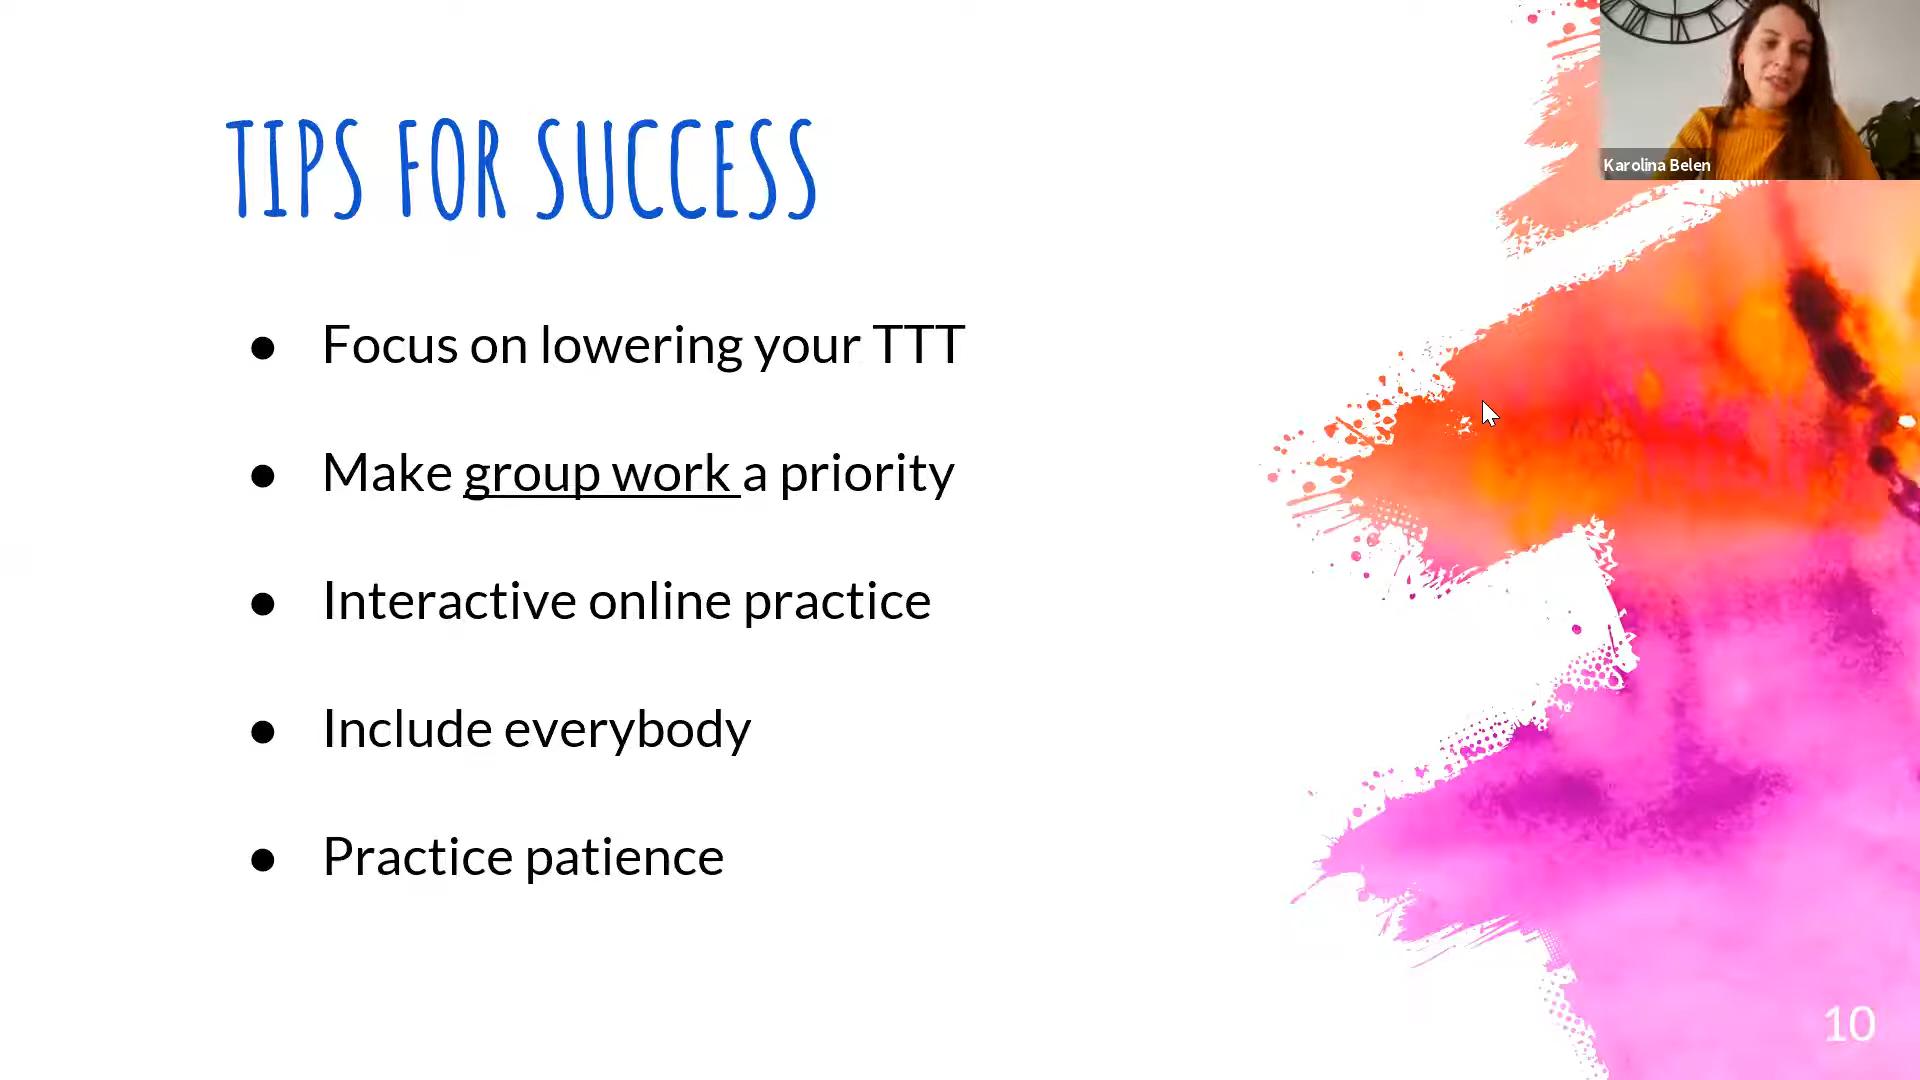 TIPS FOR SUCCESS
● Focus on lowering your TTT
● Make group work a priority
● Interactive online practice
● Include everybody
● Practice patience
Karolina Belen
10